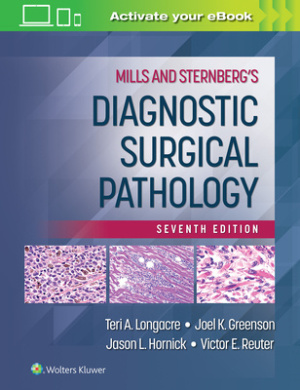 Activate your eBook
MILLS AND STERNBERG'S
DIAGNOSTIC
SURGICAL
PATHOLOGY
SEVENTH EDITION
Teri A. Longacre • Joel K. Greenson
Jason L. Hornick • Victor E. Reuter
Wolters Kluwer